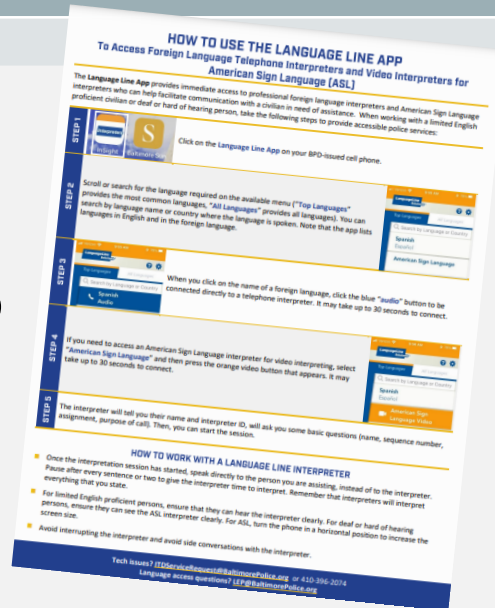 HOW TO USE THE LANGUAGE LINE APP
To Access Foreign Language Telephone Interpreters and Video Interpreters for
American Sign Language (ASL)
The Language Line App provides immediate access to professional foreign language interpreters and American Sign Language
interpreters who can help facilitate communication with a civilian in need of assistance. When working with a limited English
proficient civilian or deaf or hard of hearing person, take the following steps to provide accessible police services:
STEP 1
InSight
Baltimore
Click on the Language Line App on your BPD-issued cell phone.
STEP 2
Scroll or search for the language required on the available menu ("Top Languages"
provides the most common languages, "All Languages" provides all languages). You can
search by language name or country where the language is spoken. Note that the app lists
languages in English and in the foreign language.
Top Languages
Search by Language or Country
Spanish
Español
American Sign Language
STEP 3
Top Languages
Search by Language or Country
Spanish
Audio
When you click on the name of a foreign language, click the blue "audio" button to be
connected directly to a telephone interpreter. It may take up to 30 seconds to connect.
STEP 4
If you need to access an American Sign Language interpreter for video interpreting, select
"American Sign Language" and then press the orange video button that appears. It may
take up to 30 seconds to connect.
Top Languages
Search by Language or Country
Spanish
Español
American Sign
Language Video
STEP 5
The interpreter will tell you their name and interpreter ID, will ask you some basic questions (name, sequence number,
assignment, purpose of call). Then, you can start the session.
HOW TO WORK WITH A LANGUAGE LINE INTERPRETER
Once the interpretation session has started, speak directly to the person you are assisting, instead of to the interpreter.
Pause after every sentence or two to give the interpreter time to interpret. Remember that interpreters will interpret
everything that you state.
For limited English proficient persons, ensure that they can hear the interpreter clearly. For deaf or hard of hearing
persons, ensure they can see the ASL interpreter clearly. For ASL, turn the phone in a horizontal position to increase the
screen size.
Avoid interrupting the interpreter and avoid side conversations with the interpreter.
Tech issues? ITDServiceRequest@BaltimorePolice.org or 410-396-2074
Language access questions? LEP@BaltimorePolice.org